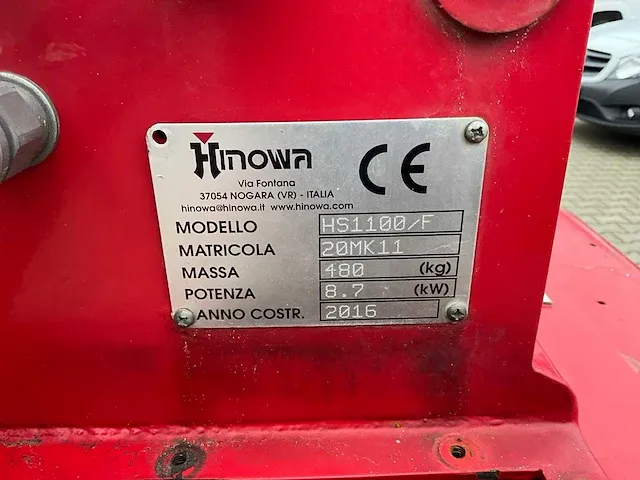 Hinowa
CE
Via Fontana
37054 NOGARA (VR) - ITALIA
hinowa@hinowa.it www.hinowa.com
MODELLO HS1100/F
MATRICOLA 20MK11
MASSA 480 (kg)
POTENZA 8.7 (kW)
ANNO COSTR. 2016